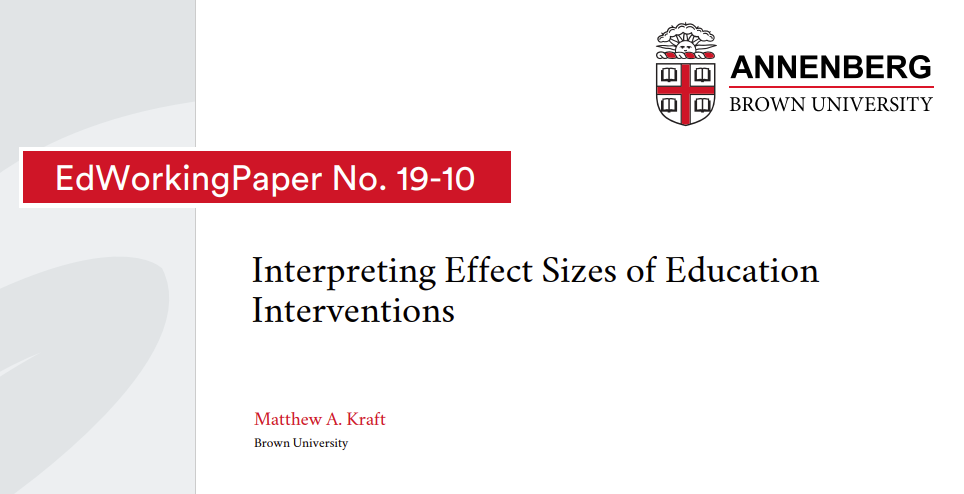 ANNENBERG
BROWN UNIVERSITY
EdWorkingPaper No. 19-10
Interpreting Effect Sizes of Education
Interventions
Matthew A. Kraft
Brown University